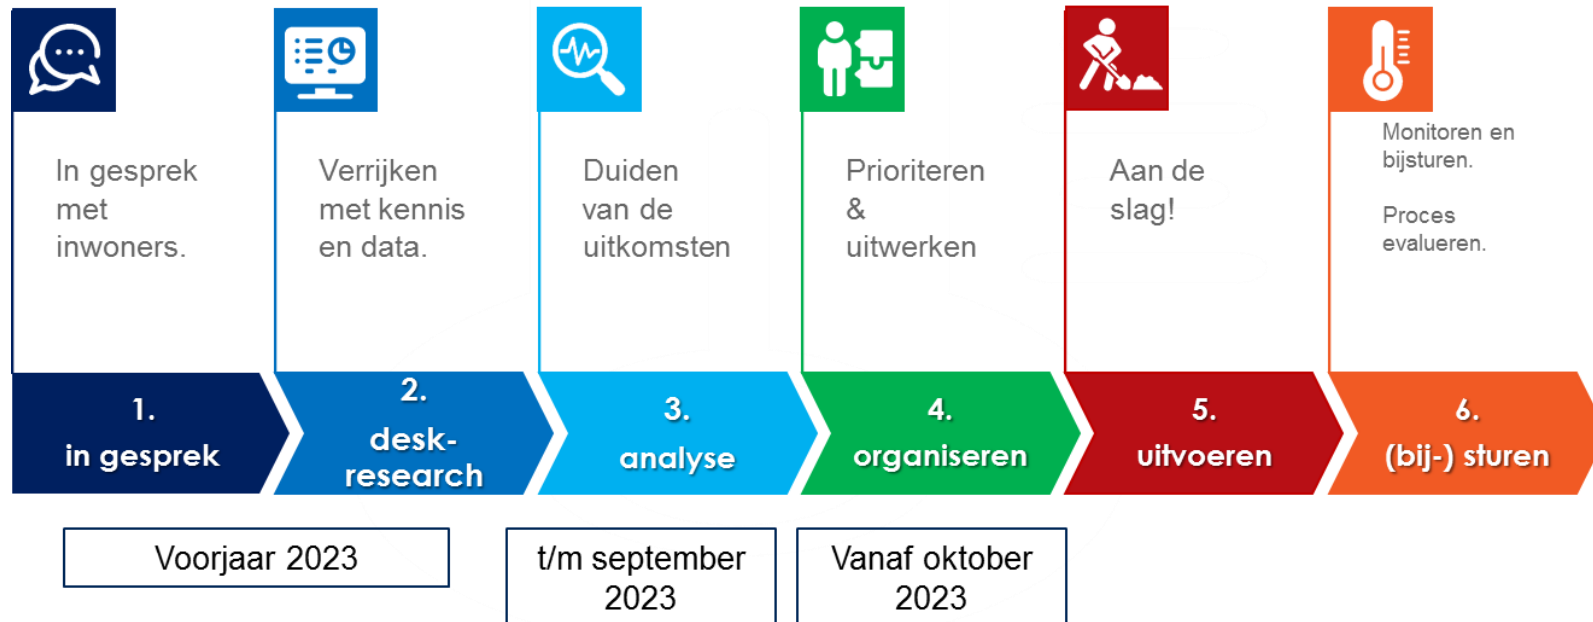 In gesprek
met
inwoners.
Verrijken
met kennis
en data.
Duiden
van de
uitkomsten
Prioriteren
&
uitwerken
Aan de
slag!
Monitoren en
bijsturen.
Proces
evalueren.
1.
in gesprek
2.
desk-
research
3.
analyse
4.
organiseren
5.
uitvoeren
6.
(bij-) sturen
Voorjaar 2023
t/m september
2023
Vanaf oktober
2023